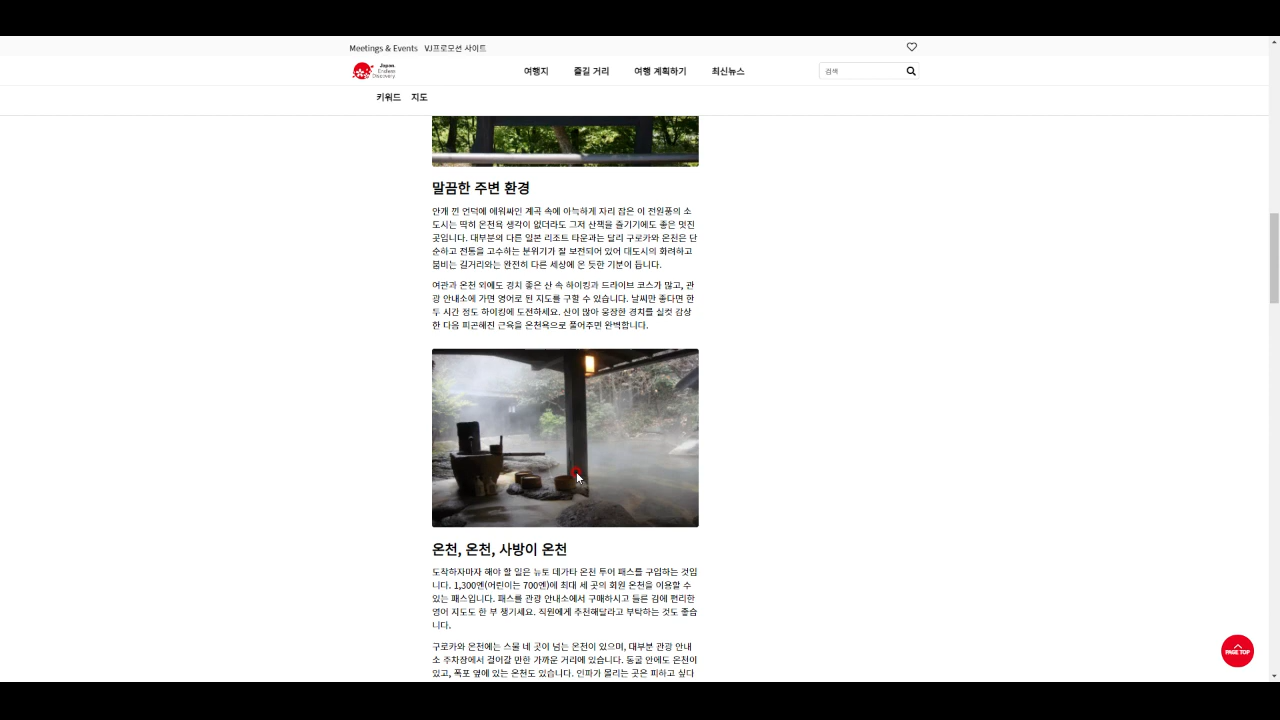 Meetings & Events VJ프로모션 사이트
Japan.
Endless
Discovery.
여행지 즐길 거리 여행 계획하기 최신뉴스
검색
키워드 지도
말끔한 주변 환경
안개 낀 언덕에 에워싸인 계곡 속에 아늑하게 자리 잡은 이 전원풍의 소
도시는 딱히 온천욕 생각이 없더라도 그저 산책을 즐기기에도 좋은 멋진
곳입니다. 대부분의 다른 일본 리조트 타운과는 달리 구로카와 온천은 단
순하고 전통을 고수하는 분위기가 잘 보전되어 있어 대도시의 화려하고
붐비는 길거리와는 완전히 다른 세상에 온 듯한 기분이 듭니다.
여관과 온천 외에도 경치 좋은 산 속 하이킹과 드라이브 코스가 많고, 관
광 안내소에 가면 영어로 된 지도를 구할 수 있습니다. 날씨만 좋다면 한
두 시간 정도 하이킹에 도전하세요. 산이 많아 웅장한 경치를 실컷 감상
한 다음 피곤해진 근육을 온천욕으로 풀어주면 완벽합니다.
온천, 온천, 사방이 온천
도착하자마자 해야 할 일은 뉴토 데가타 온천 투어 패스를 구입하는 것입
니다. 1,300엔(어린이는 700엔)에 최대 세 곳의 회원 온천을 이용할 수
있는 패스입니다. 패스를 관광 안내소에서 구매하시고 들른 김에 편리한
영어 지도도 한 부 챙기세요. 직원에게 추천해달라고 부탁하는 것도 좋습
니다.
구로카와 온천에는 스물 네 곳이 넘는 온천이 있으며, 대부분 관광 안내
소 주차장에서 걸어갈 만한 가까운 거리에 있습니다. 동굴 안에도 온천이
있고, 폭포 옆에 있는 온천도 있습니다. 인파가 몰리는 곳은 피하고 싶다
PAGE TOP